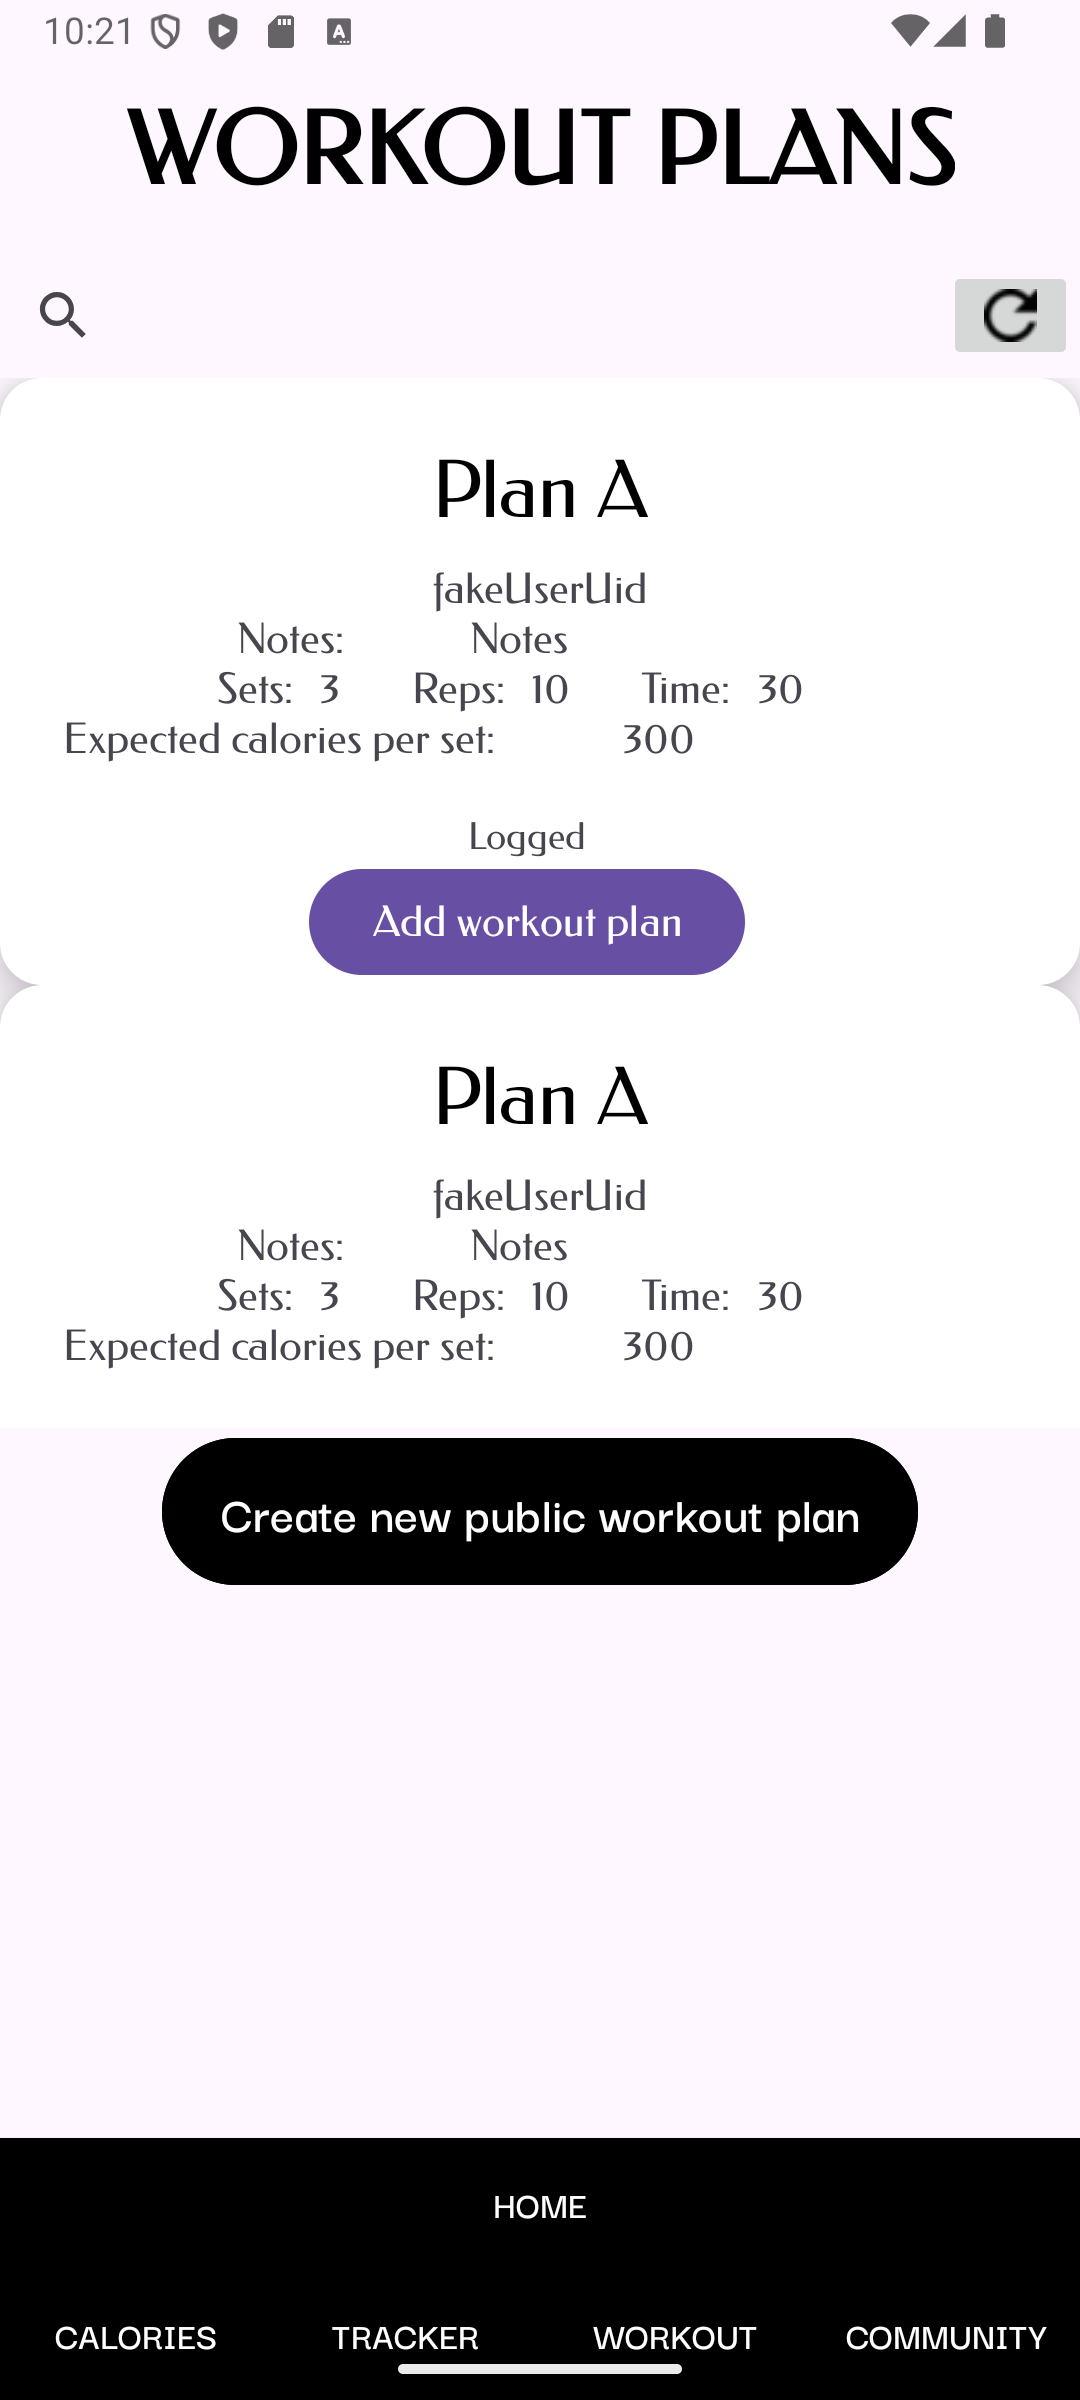 10:21
WORKOUT PLANS
Plan A
fakeUserUid
Notes: Notes
Sets: 3 Reps: 10 Time: 30
Expected calories per set: 300
Logged
Add workout plan
Plan A
fakeUserUid
Notes: Notes
Sets: 3 Reps: 10 Time: 30
Expected calories per set: 300
Create new public workout plan
HOME
CALORIES TRACKER WORKOUT COMMUNITY